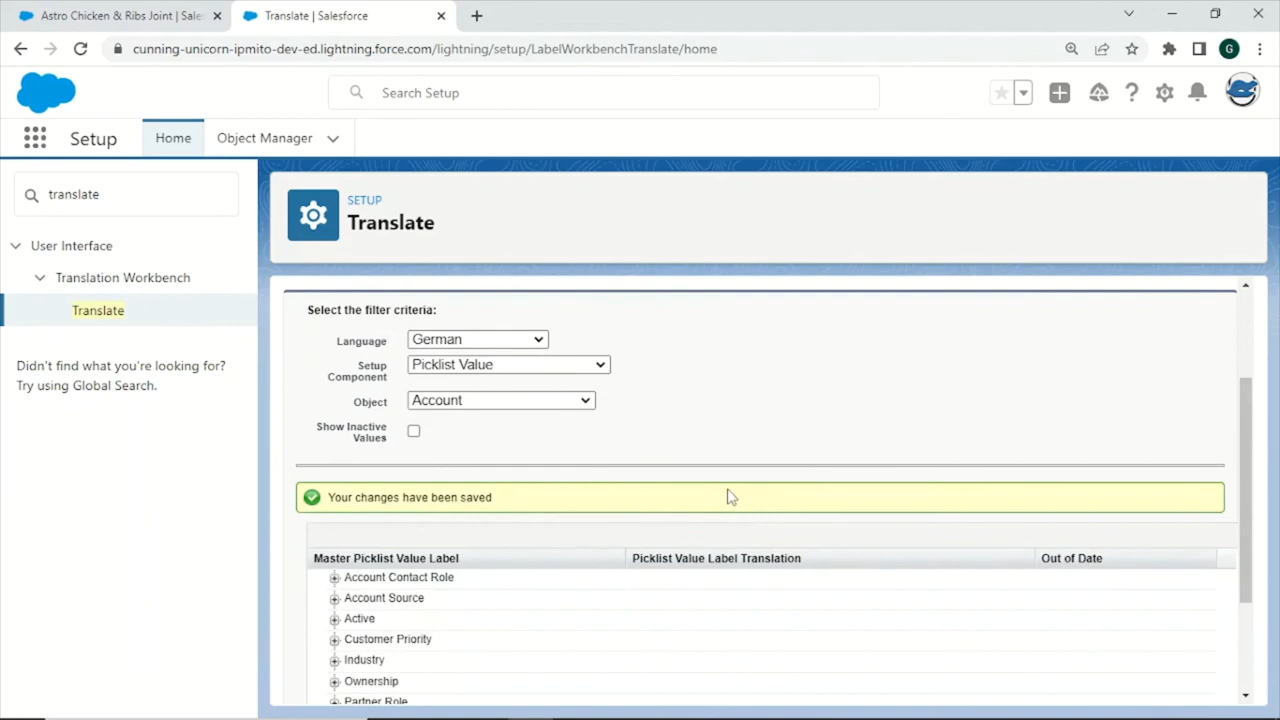 Astro Chicken & Ribs Joint | Sale
Translate | Salesforce
cunning-unicorn-ipmito-dev-ed.lightning.force.com/lightning/setup/LabelWorkbenchTranslate/home
G
Search Setup
Setup
Home
Object Manager
translate
User Interface
Translation Workbench
Translate
Didn't find what you're looking for?
Try using Global Search.
SETUP
Translate
Select the filter criteria:
Language
German
Setup
Component
Picklist Value
Object
Account
Show Inactive
Values
Your changes have been saved
Master Picklist Value Label
Picklist Value Label Translation
Out of Date
Account Contact Role
Account Source
Active
Customer Priority
Industry
Ownership
Partner Role